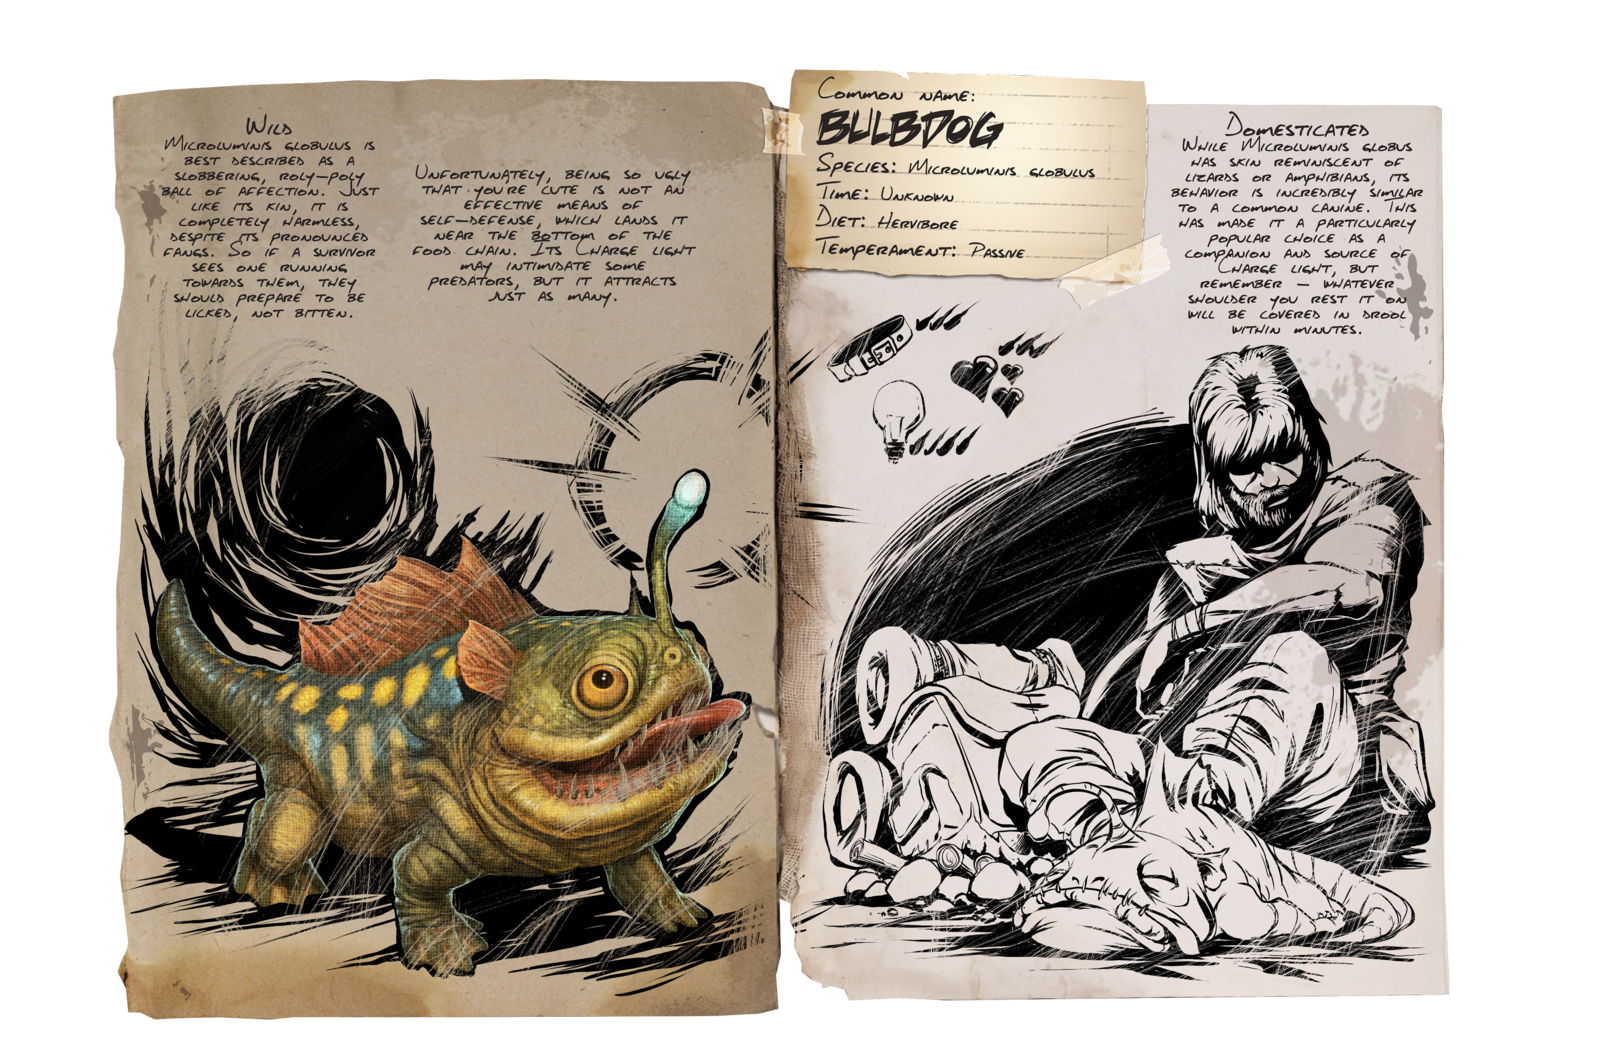 Wild
Microluminis globulus is
best described as a
slobbering, roly-poly
ball of affection. Just
like its kin, it is
completely harmless,
despite its pronounced
fangs. So if a survivor
sees one running
towards them, they
should prepare to be
licked, not bitten.
Unfortunately, being so ugly
that you're cute is not an
effective means of
self-defense, which lands it
near the bottom of the
food chain. Its Charge light
may intimidate some
predators, but it attracts
just as many.
Common name:
BULBDOG
Species: Microluminis globulus
Time: Unknown
Diet: Hervibore
Temperament: Passive
Domesticated
While Microluminis globus
has skin reminiscent of
lizards or amphibians, its
behavior is incredibly similar
to a common canine. This
has made it a particularly
popular choice as a
companion and source of
Charge light, but
remember – whatever
shoulder you rest it on
will be covered in drool
within minutes.